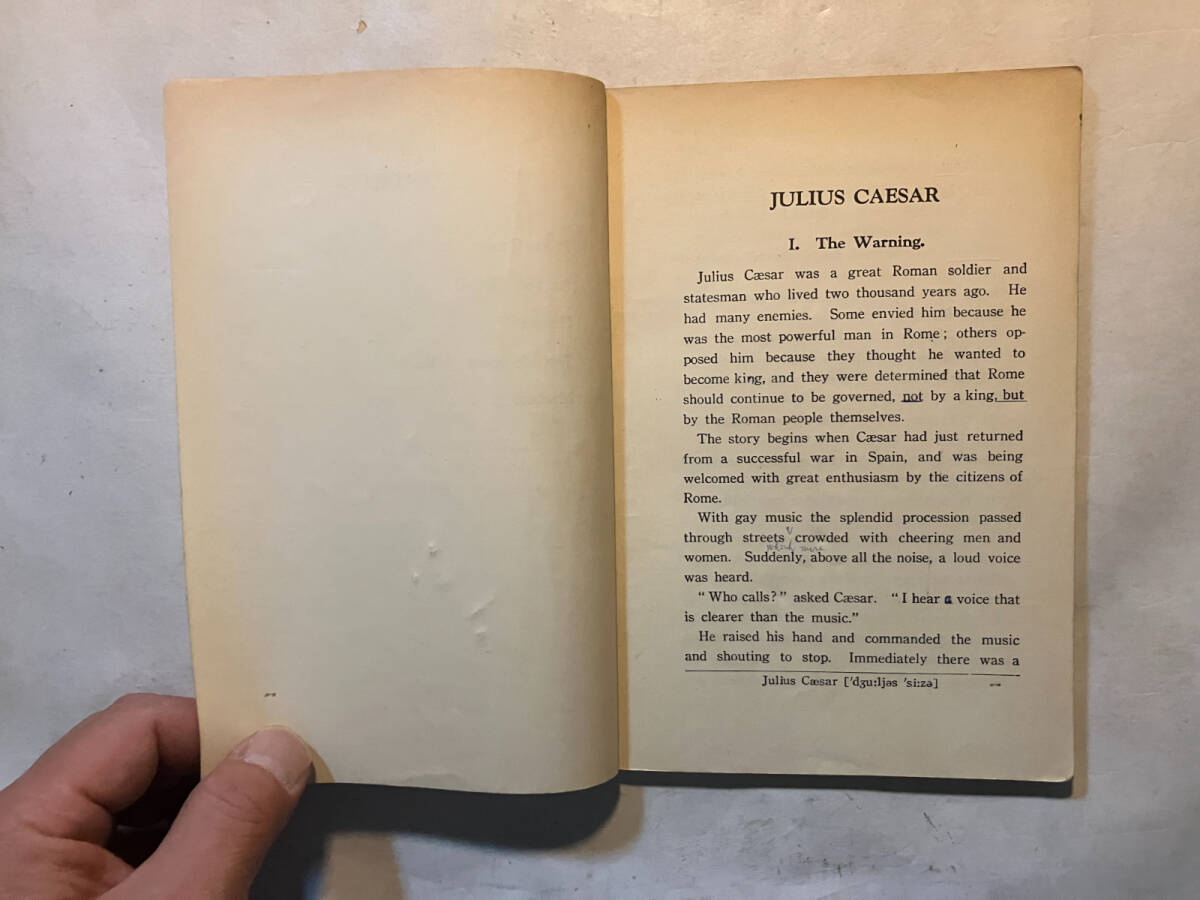 JULIUS CAESAR
I. The Warning.
Julius Cæsar was a great Roman soldier and
statesman who lived two thousand years ago. He
had many enemies. Some envied him because he
was the most powerful man in Rome; others op-
posed him because they thought he wanted to
become king, and they were determined that Rome
should continue to be governed, not by a king, but
by the Roman people themselves.
The story begins when Cæsar had just returned
from a successful war in Spain, and was being
welcomed with great enthusiasm by the citizens of
Rome.
With gay music the splendid procession passed
through streets crowded with cheering men and
which were
women. Suddenly, above all the noise, a loud voice
was heard.
"Who calls?" asked Cæsar. "I hear a voice that
is clearer than the music."
He raised his hand and commanded the music
and shouting to stop. Immediately there was a
Julius Cæsar ['dʒu:ljəs 'si:zə]